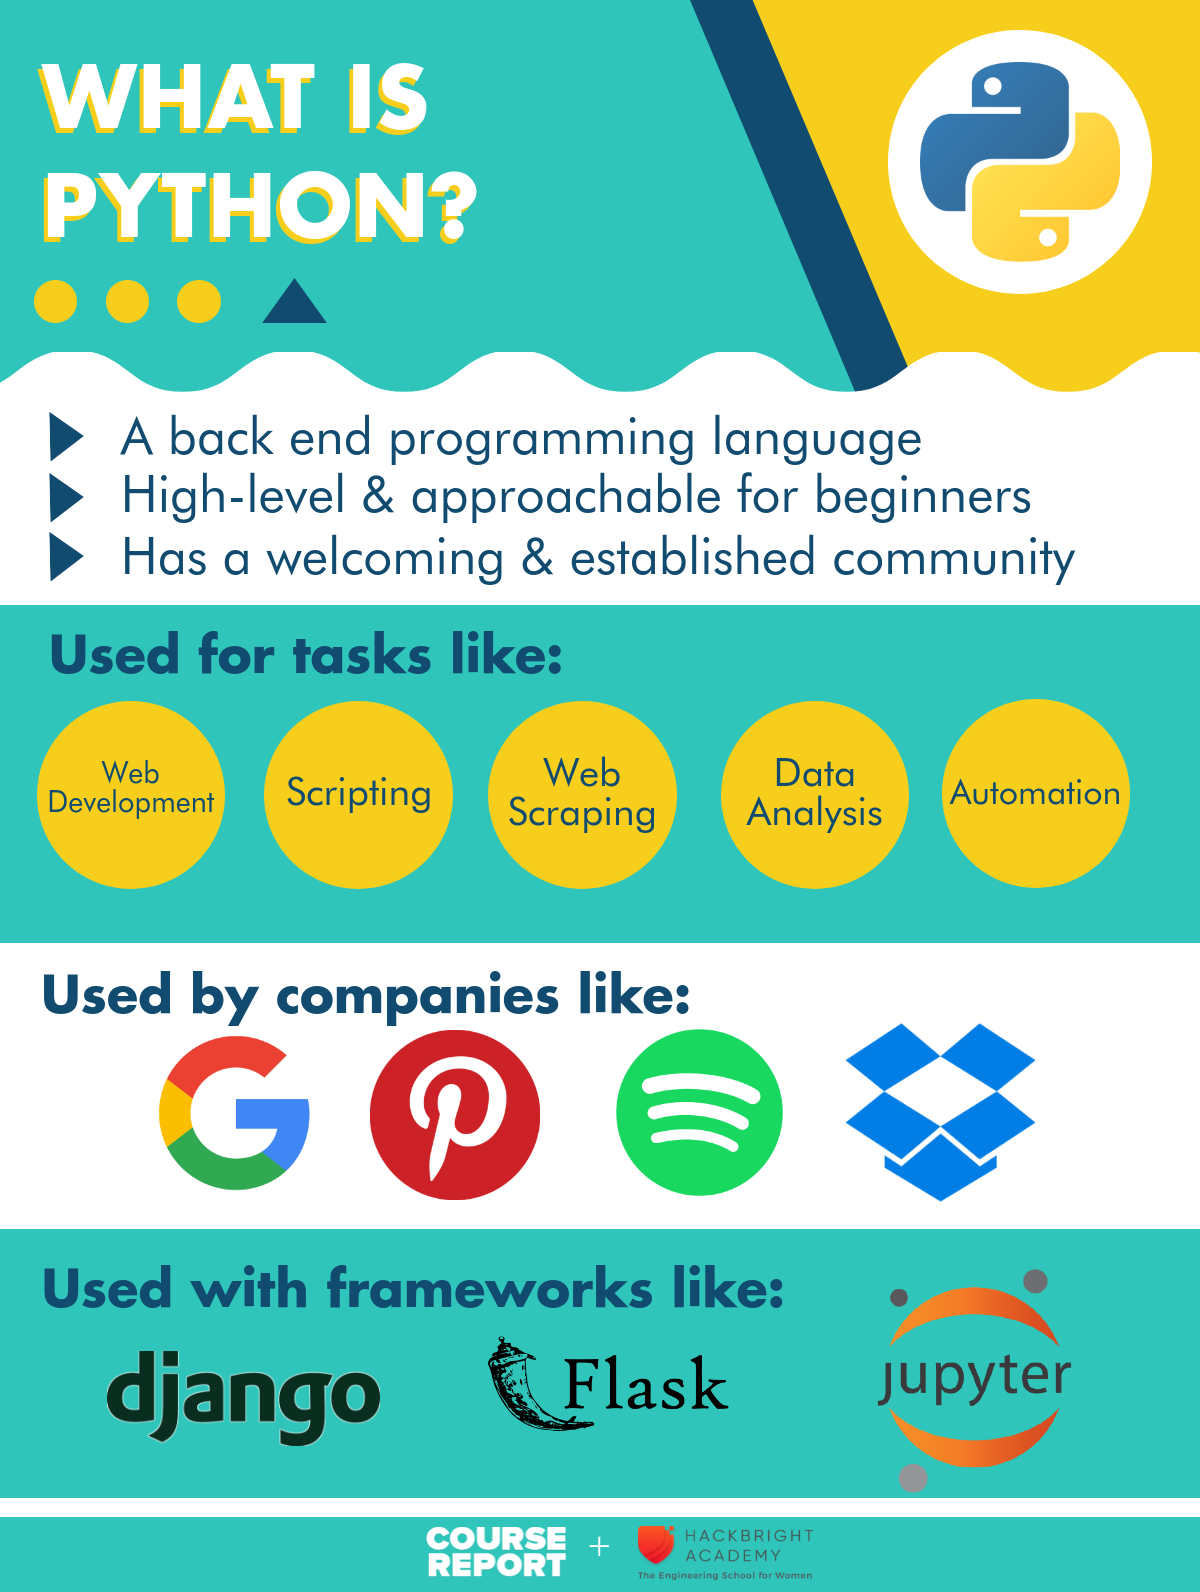 WHAT IS
PYTHON?
A back end programming language
High-level & approachable for beginners
Has a welcoming & established community
Used for tasks like:
Web
Development
Scripting
Web
Scraping
Data
Analysis
Automation
Used by companies like:
Used with frameworks like:
django
Flask
jupyter
COURSE
REPORT
+
HACKBRIGHT
ACADEMY
The Engineering School for Women